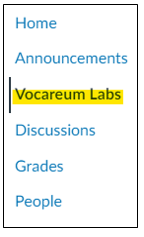 Home
Announcements
Vocareum Labs
Discussions
Grades
People